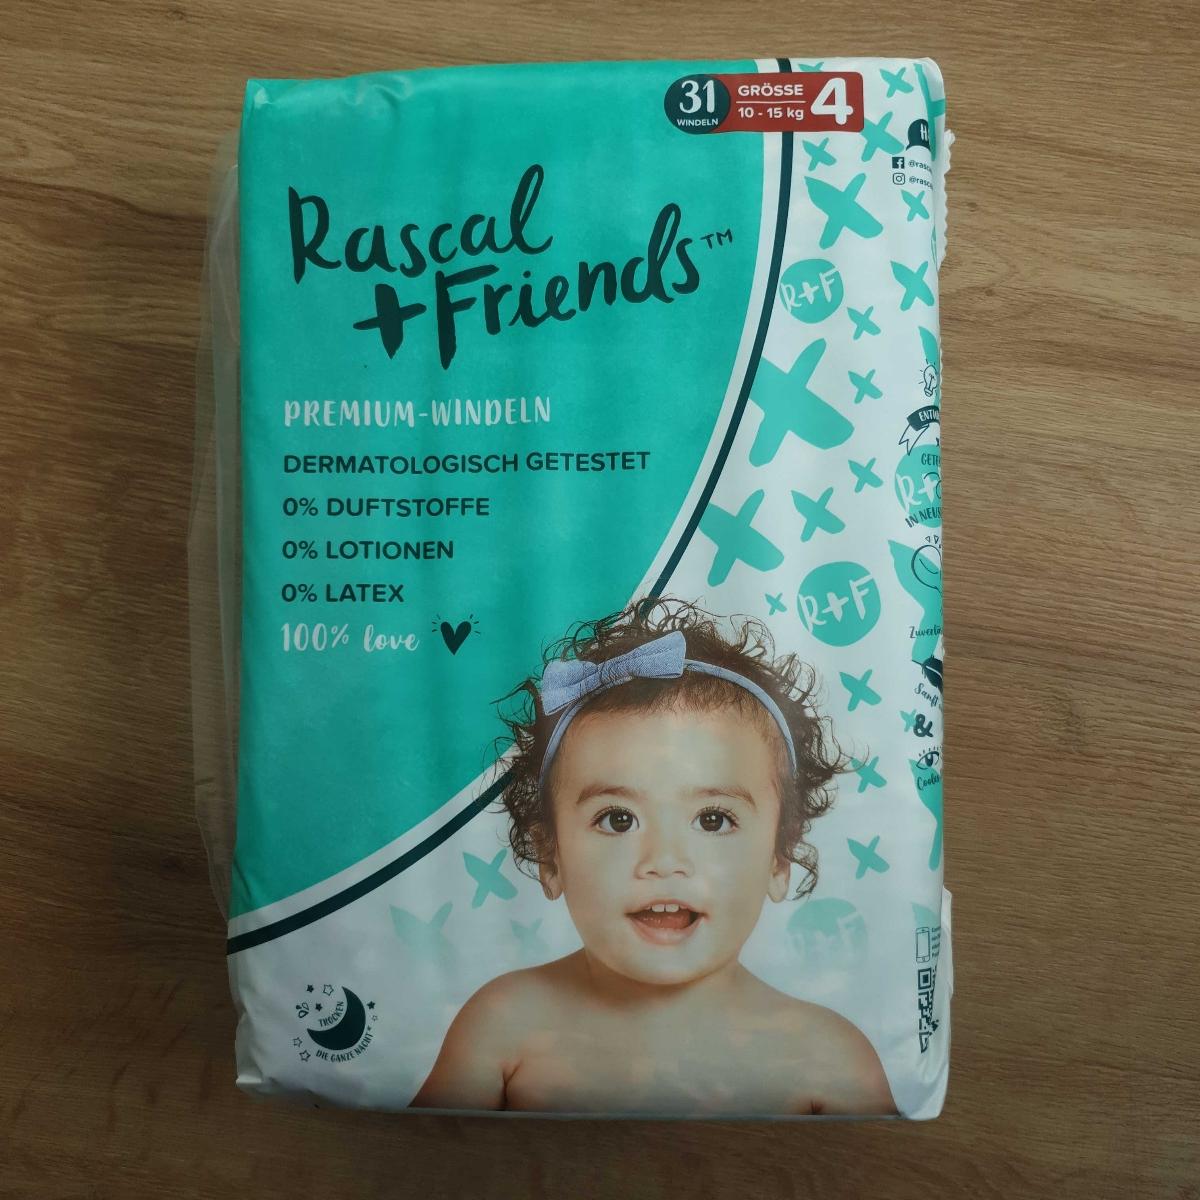 31
WINDELN
GRÖSSE
10 - 15 kg
4
Rascal
+Friends™
PREMIUM-WINDELN
DERMATOLOGISCH GETESTET
0% DUFTSTOFFE
0% LOTIONEN
0% LATEX
100% love
R+F
R+F
R+F
IN
&
TROCKEN
DIE GANZE NACHT*